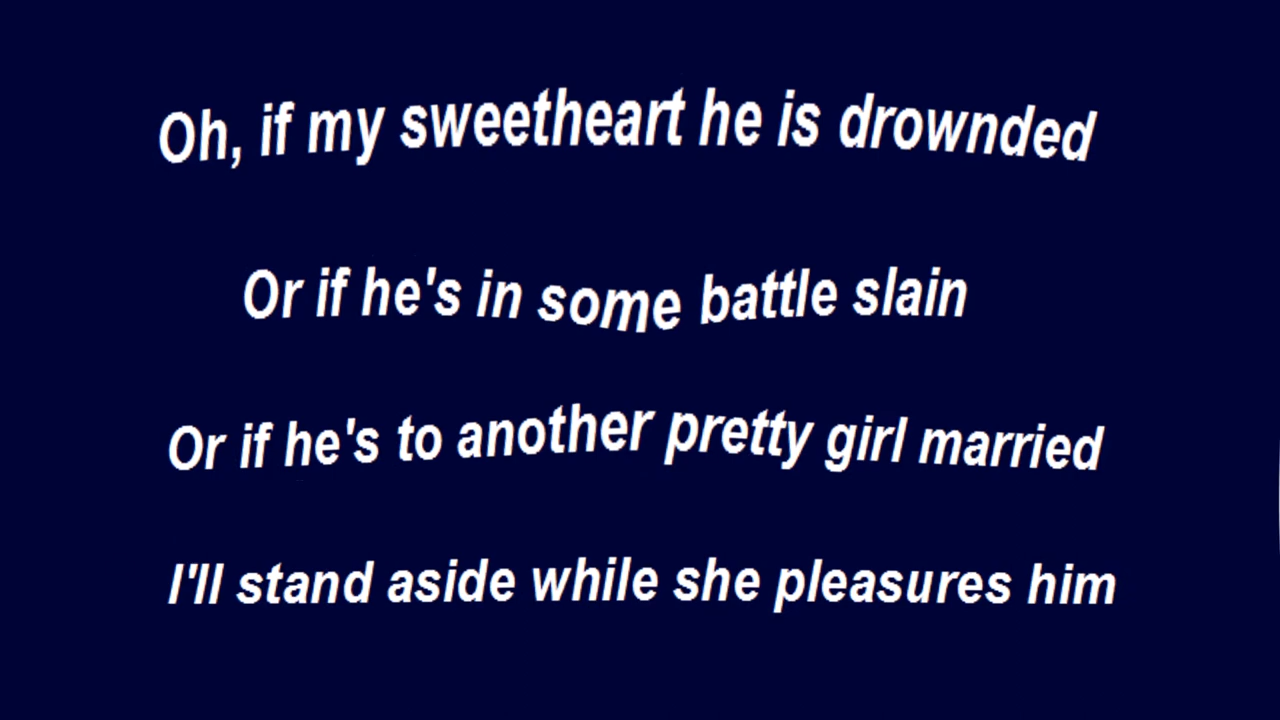 Oh, if my sweetheart he is drownded
Or if he's in some battle slain
Or if he's to another pretty girl married
I'll stand aside while she pleasures him